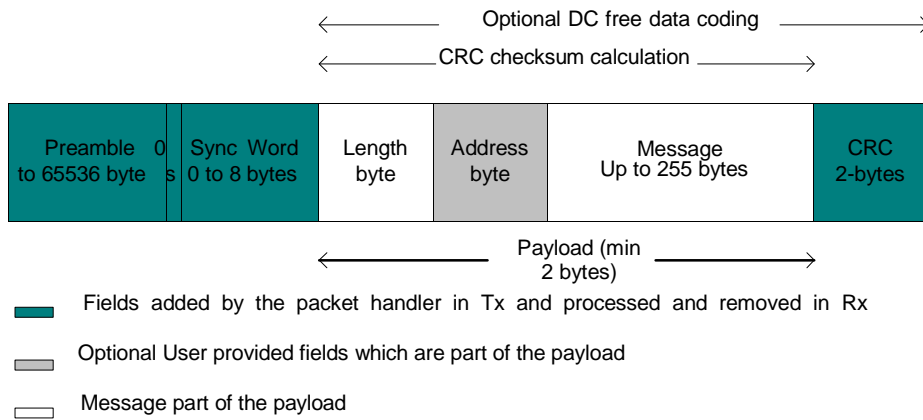 Optional DC free data coding
CRC checksum calculation
Preamble 0
to 65536 byte s
Sync Word
0 to 8 bytes
Length
byte
Address
byte
Message
Up to 255 bytes
CRC
2-bytes
Payload (min
2 bytes)
Fields added by the packet handler in Tx and processed and removed in Rx
Optional User provided fields which are part of the payload
Message part of the payload